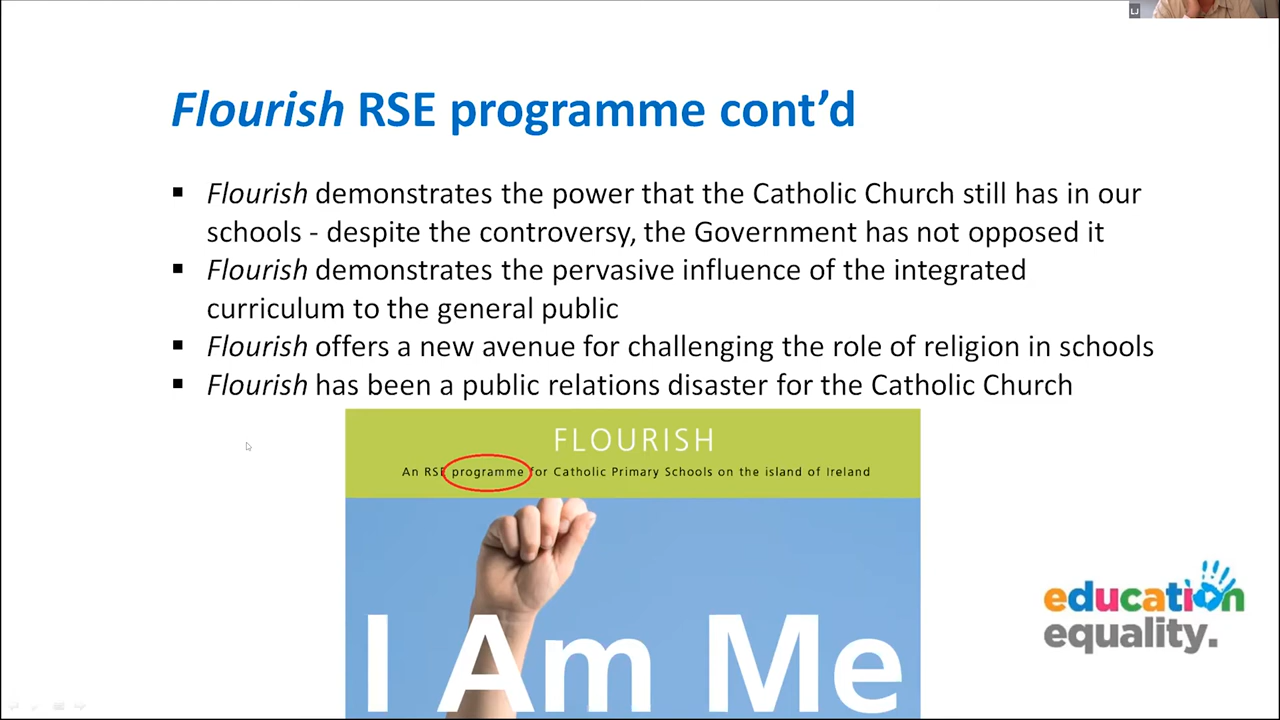 Flourish RSE programme cont’d
▪ Flourish demonstrates the power that the Catholic Church still has in our
schools - despite the controversy, the Government has not opposed it
▪ Flourish demonstrates the pervasive influence of the integrated
curriculum to the general public
▪ Flourish offers a new avenue for challenging the role of religion in schools
▪ Flourish has been a public relations disaster for the Catholic Church
FLOURISH
An RSE programme for Catholic Primary Schools on the island of Ireland
I Am Me
education
equality.